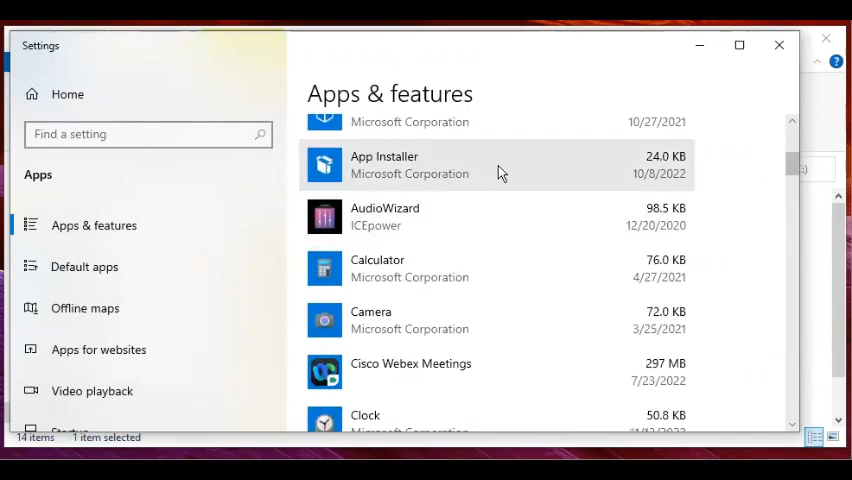 Settings
Home
Find a setting
Apps
Apps & features
Default apps
Offline maps
Apps for websites
Video playback
Startup
Apps & features
Microsoft Corporation 10/27/2021
App Installer 24.0 KB
Microsoft Corporation 10/8/2022
AudioWizard 98.5 KB
ICEpower 12/20/2020
Calculator 76.0 KB
Microsoft Corporation 4/27/2021
Camera 72.0 KB
Microsoft Corporation 3/25/2021
Cisco Webex Meetings 297 MB
7/23/2022
Clock 50.8 KB
:)
14 items 1 item selected